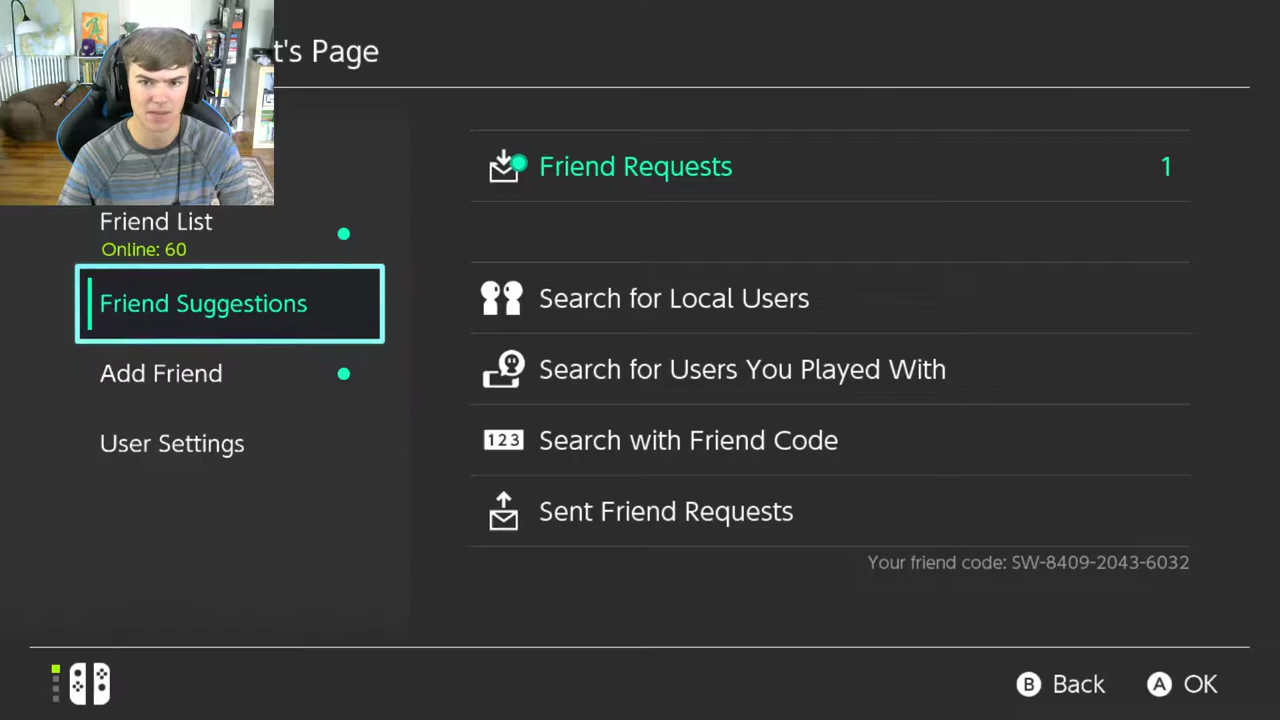 t's Page
Friend List
Online: 60
Friend Suggestions
Add Friend
User Settings
Friend Requests 1
Search for Local Users
Search for Users You Played With
123 Search with Friend Code
Sent Friend Requests
Your friend code: SW-8409-2043-6032
B Back A OK